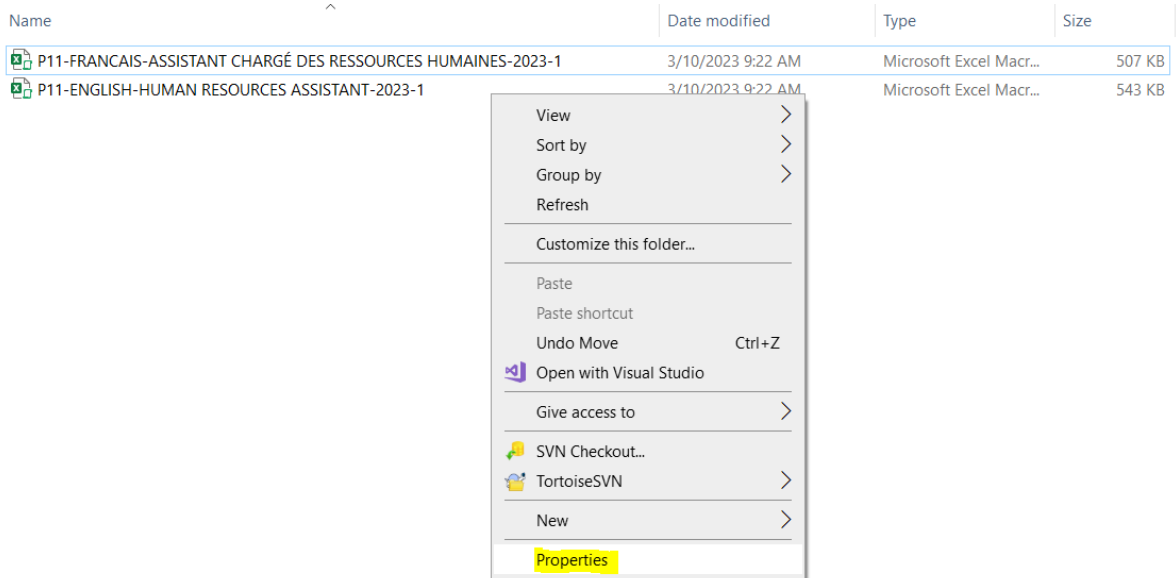 Name Date modified Type Size
P11-FRANCAIS-ASSISTANT CHARGÉ DES RESSOURCES HUMAINES-2023-1 3/10/2023 9:22 AM Microsoft Excel Macr... 507 KB
P11-ENGLISH-HUMAN RESOURCES ASSISTANT-2023-1 3/10/2023 9:22 AM Microsoft Excel Macr... 543 KB
View
Sort by
Group by
Refresh
Customize this folder...
Paste
Paste shortcut
Undo Move Ctrl+Z
Open with Visual Studio
Give access to
SVN Checkout...
TortoiseSVN
New
Properties